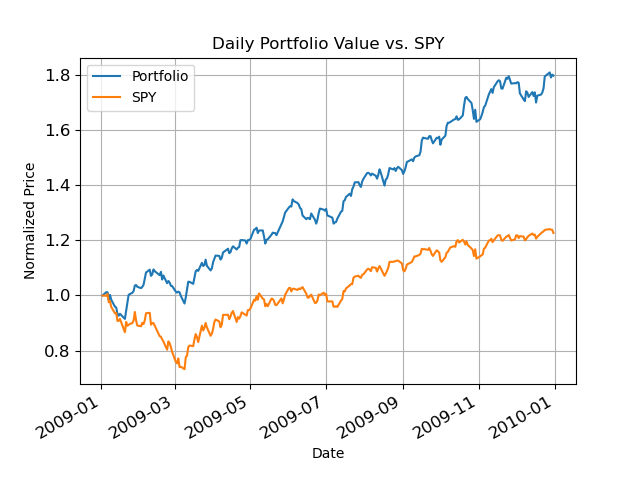 Daily Portfolio Value vs. SPY
Portfolio
SPY
Normalized Price
1.8
1.6
1.4
1.2
1.0
0.8
2009-01
2009-03
2009-05
2009-07
2009-09
2009-11
2010-01
Date